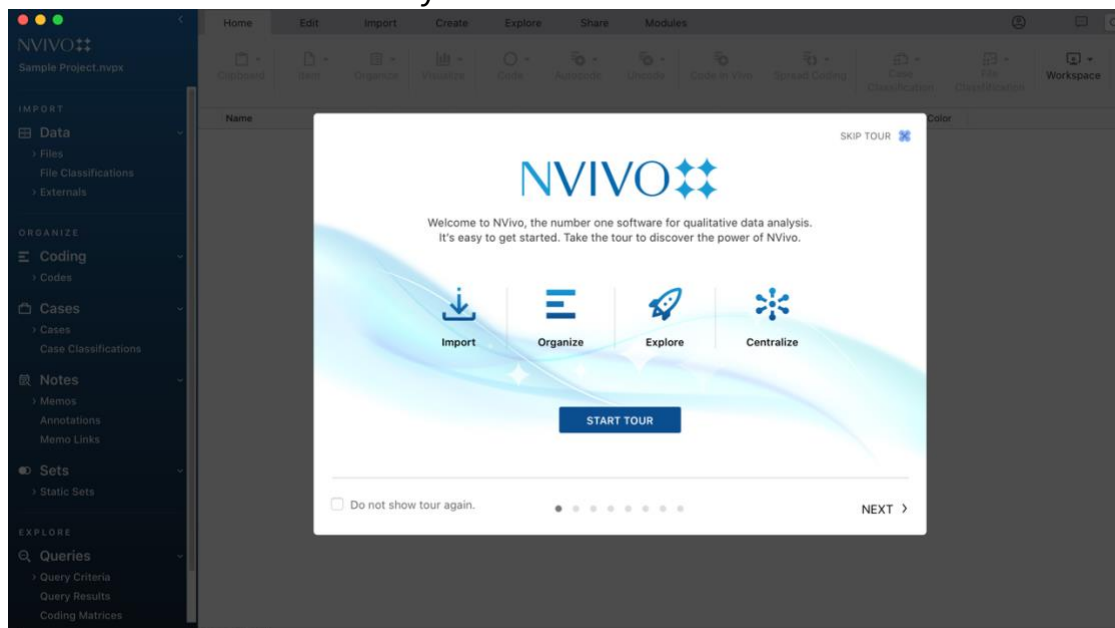 NVIVO
Sample Project.nvpx
IMPORT
Data
Files
File Classifications
Externals
ORGANIZE
Coding
Codes
Cases
Cases
Case Classifications
Notes
Memos
Annotations
Memo Links
Sets
Static Sets
EXPLORE
Queries
Query Criteria
Query Results
Coding Matrices
Home Edit Import Create Explore Share Modules
Clipboard Item Organize Visualize Code Autocode Uncode Code In Vivo Spread Coding Case Classification File Classification Workspace
Name Color
SKIP TOUR
NVIVO
Welcome to NVivo, the number one software for qualitative data analysis.
It's easy to get started. Take the tour to discover the power of NVivo.
Import Organize Explore Centralize
START TOUR
Do not show tour again.
NEXT >